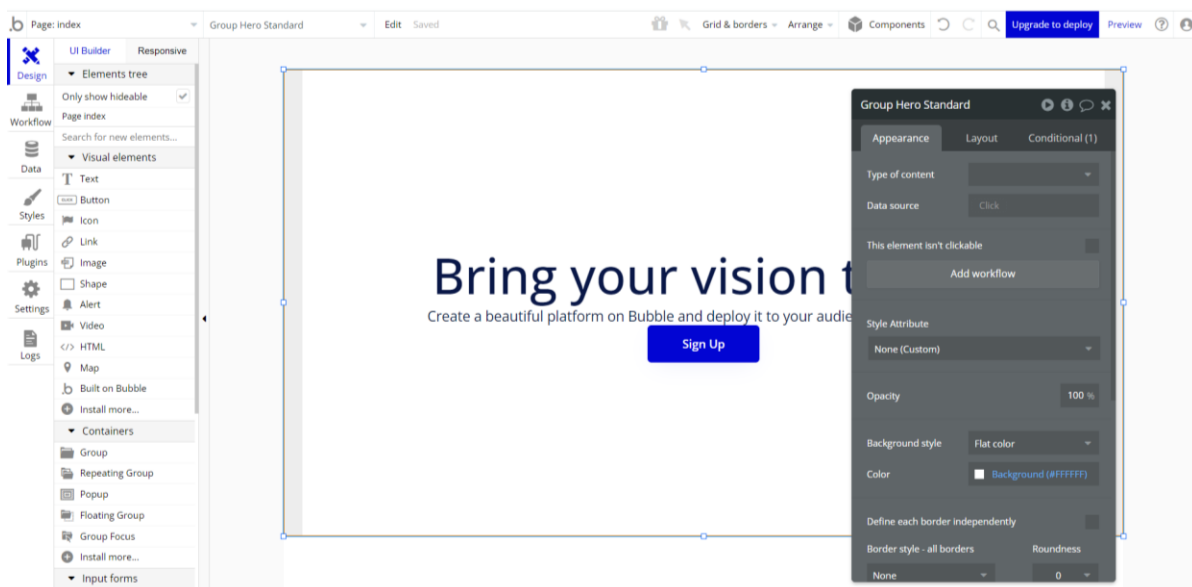 Page: index
Group Hero Standard
Edit Saved
Grid & borders
Arrange
Components
Upgrade to deploy
Preview
Design
Workflow
Data
Styles
Plugins
Settings
Logs
UI Builder Responsive
Elements tree
Only show hideable
Page index
Search for new elements...
Visual elements
Text
Button
Icon
Link
Image
Shape
Alert
Video
</> HTML
Map
Built on Bubble
Install more...
Containers
Group
Repeating Group
Popup
Floating Group
Group Focus
Install more...
Input forms
Bring your vision t
Create a beautiful platform on Bubble and deploy it to your audie
Sign Up
Group Hero Standard
Appearance Layout Conditional (1)
Type of content
Data source Click
This element isn't clickable
Add workflow
Style Attribute
None (Custom)
Opacity 100 %
Background style Flat color
Color Background (#FFFFFF)
Define each border independently
Border style - all borders Roundness
None 0